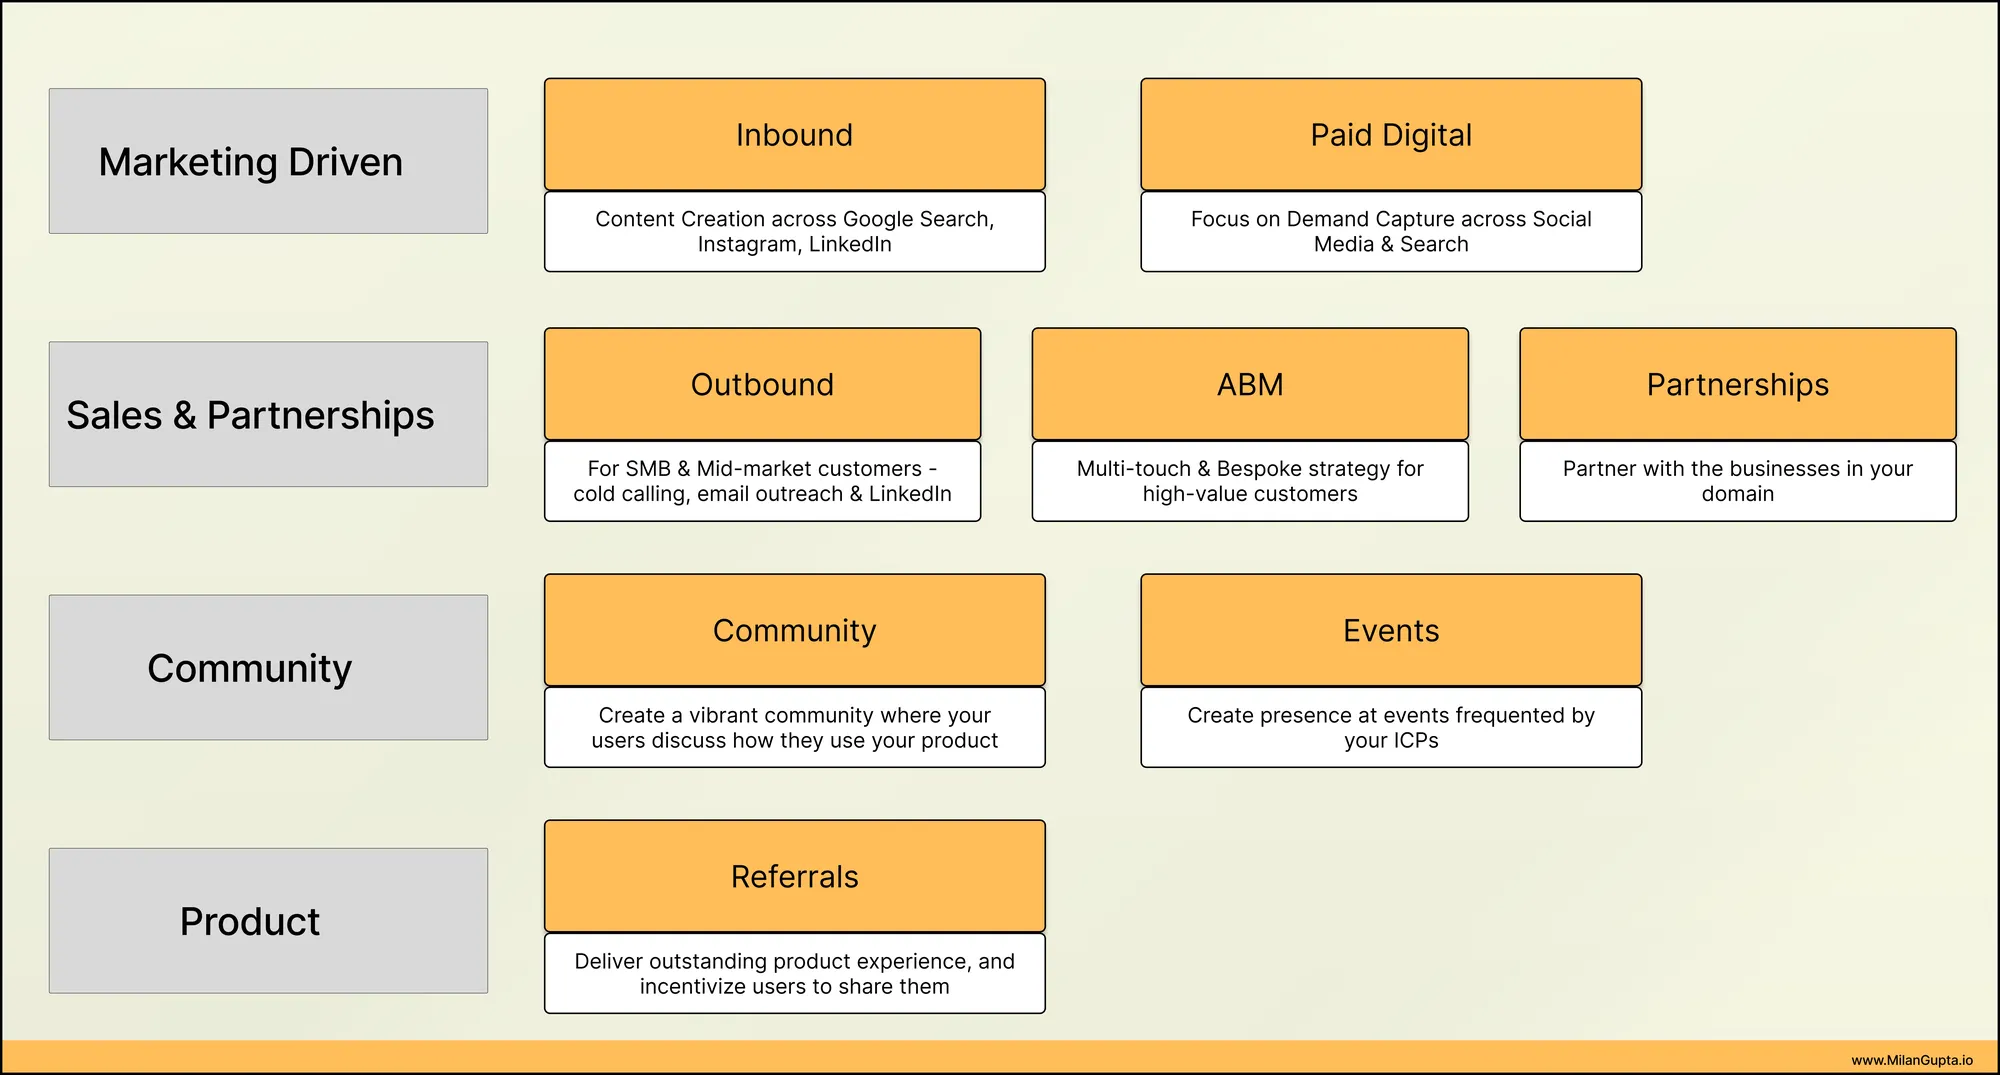 Marketing Driven
Inbound
Content Creation across Google Search,
Instagram, LinkedIn
Paid Digital
Focus on Demand Capture across Social
Media & Search
Sales & Partnerships
Outbound
For SMB & Mid-market customers -
cold calling, email outreach & LinkedIn
ABM
Multi-touch & Bespoke strategy for
high-value customers
Partnerships
Partner with the businesses in your
domain
Community
Community
Create a vibrant community where your
users discuss how they use your product
Events
Create presence at events frequented by
your ICPs
Product
Referrals
Deliver outstanding product experience, and
incentivize users to share them
www.MilanGupta.io